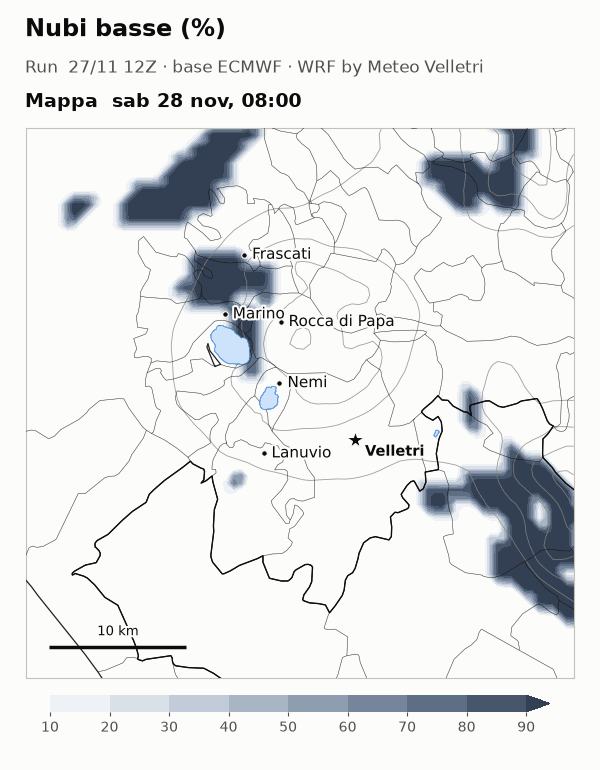 Nubi basse (%)
Run  27/11 12Z · base ECMWF · WRF by Meteo Velletri
Mappa  sab 28 nov, 08:00
Frascati
Marino
Rocca di Papa
Nemi
Velletri
Lanuvio
10 km
10 20 30 40 50 60 70 80 90